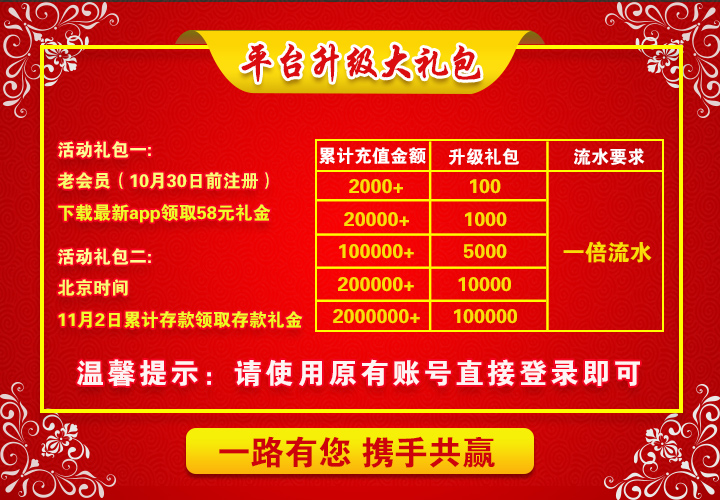 平台升级大礼包
活动礼包一:
老会员（10月30日前注册）
下载最新app领取58元礼金
活动礼包二:
北京时间
11月2日累计存款领取存款礼金
累计充值金额 升级礼包 流水要求
2000+ 100
20000+ 1000
100000+ 5000 一倍流水
200000+ 10000
2000000+ 100000
温馨提示：请使用原有账号直接登录即可
一路有您 携手共赢